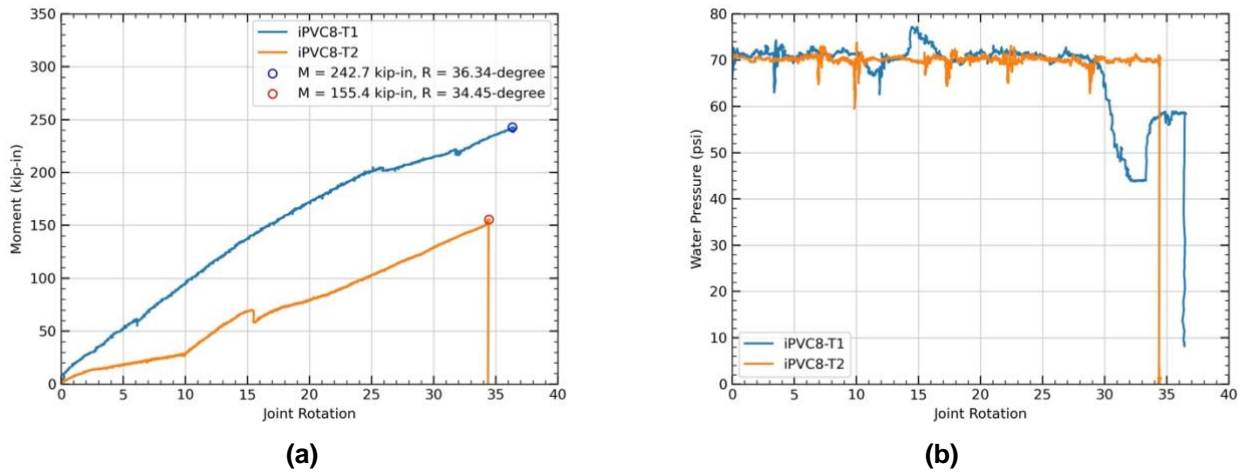 350
300
250
200
150
100
50
0
Moment (kip-in)
iPVC8-T1
iPVC8-T2
M = 242.7 kip-in, R = 36.34-degree
M = 155.4 kip-in, R = 34.45-degree
0 5 10 15 20 25 30 35 40
Joint Rotation
(a)
80
70
60
50
40
30
20
10
0
Water Pressure (psi)
iPVC8-T1
iPVC8-T2
0 5 10 15 20 25 30 35 40
Joint Rotation
(b)